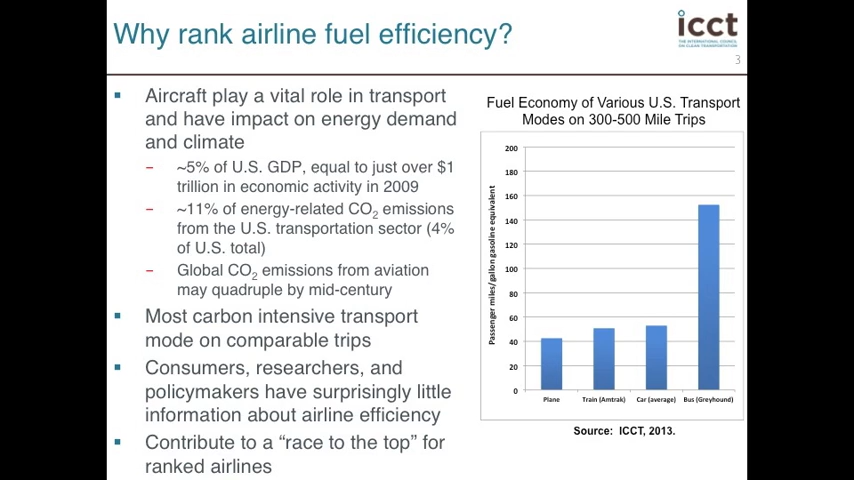 Why rank airline fuel efficiency?
icct
THE INTERNATIONAL COUNCIL
ON CLEAN TRANSPORTATION
3
Aircraft play a vital role in transport
and have impact on energy demand
and climate
– ~5% of U.S. GDP, equal to just over $1
trillion in economic activity in 2009
– ~11% of energy-related CO₂ emissions
from the U.S. transportation sector (4%
of U.S. total)
– Global CO₂ emissions from aviation
may quadruple by mid-century
Most carbon intensive transport
mode on comparable trips
Consumers, researchers, and
policymakers have surprisingly little
information about airline efficiency
Contribute to a “race to the top” for
ranked airlines
Fuel Economy of Various U.S. Transport
Modes on 300-500 Mile Trips
Passenger miles/gallon gasoline equivalent
200
180
160
140
120
100
80
60
40
20
0
Plane Train (Amtrak) Car (average) Bus (Greyhound)
Source: ICCT, 2013.